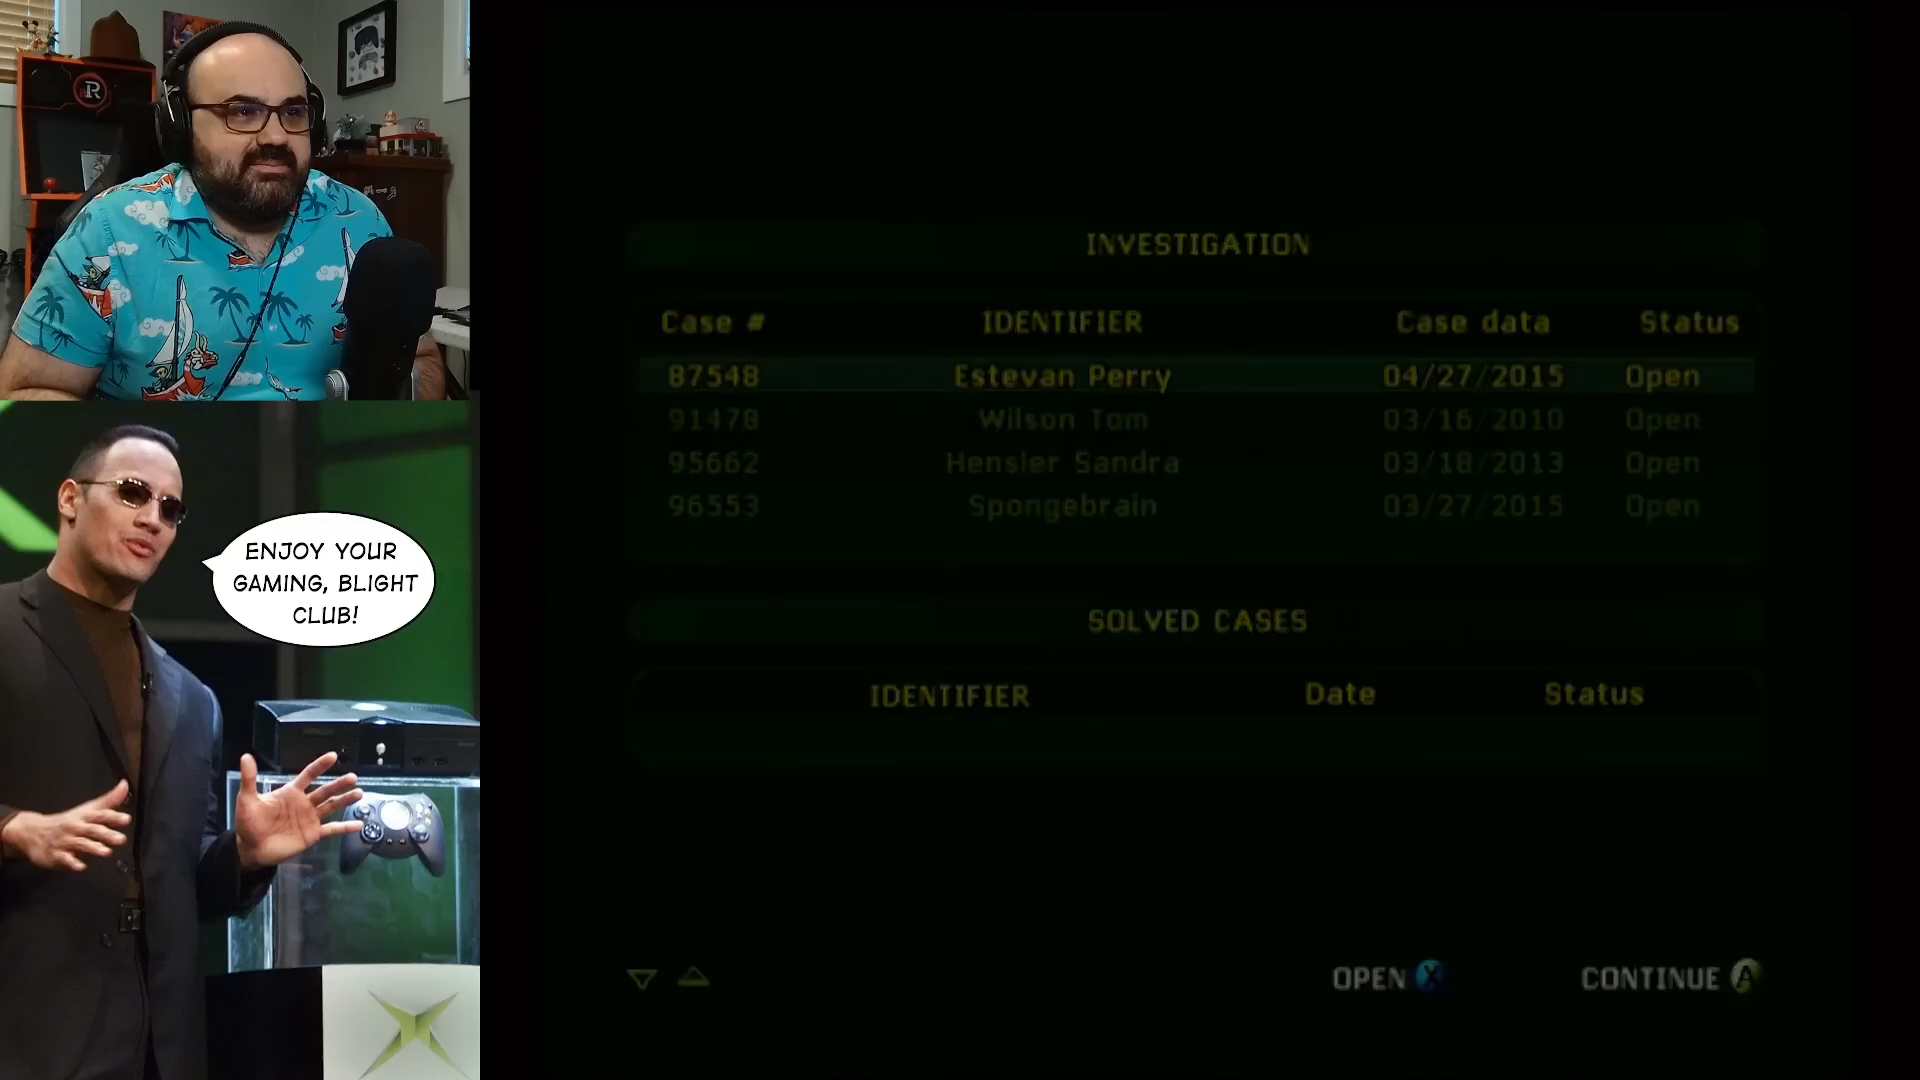 R
ENJOY YOUR
GAMING, BLIGHT
CLUB!
INVESTIGATION
Case # IDENTIFIER Case data Status
87548 Estevan Perry 04/27/2015 Open
91478 Wilson Tom 03/16/2010 Open
95662 Hensler Sandra 03/18/2013 Open
96553 Spongebrain 03/27/2015 Open
SOLVED CASES
IDENTIFIER Date Status
OPEN X CONTINUE A